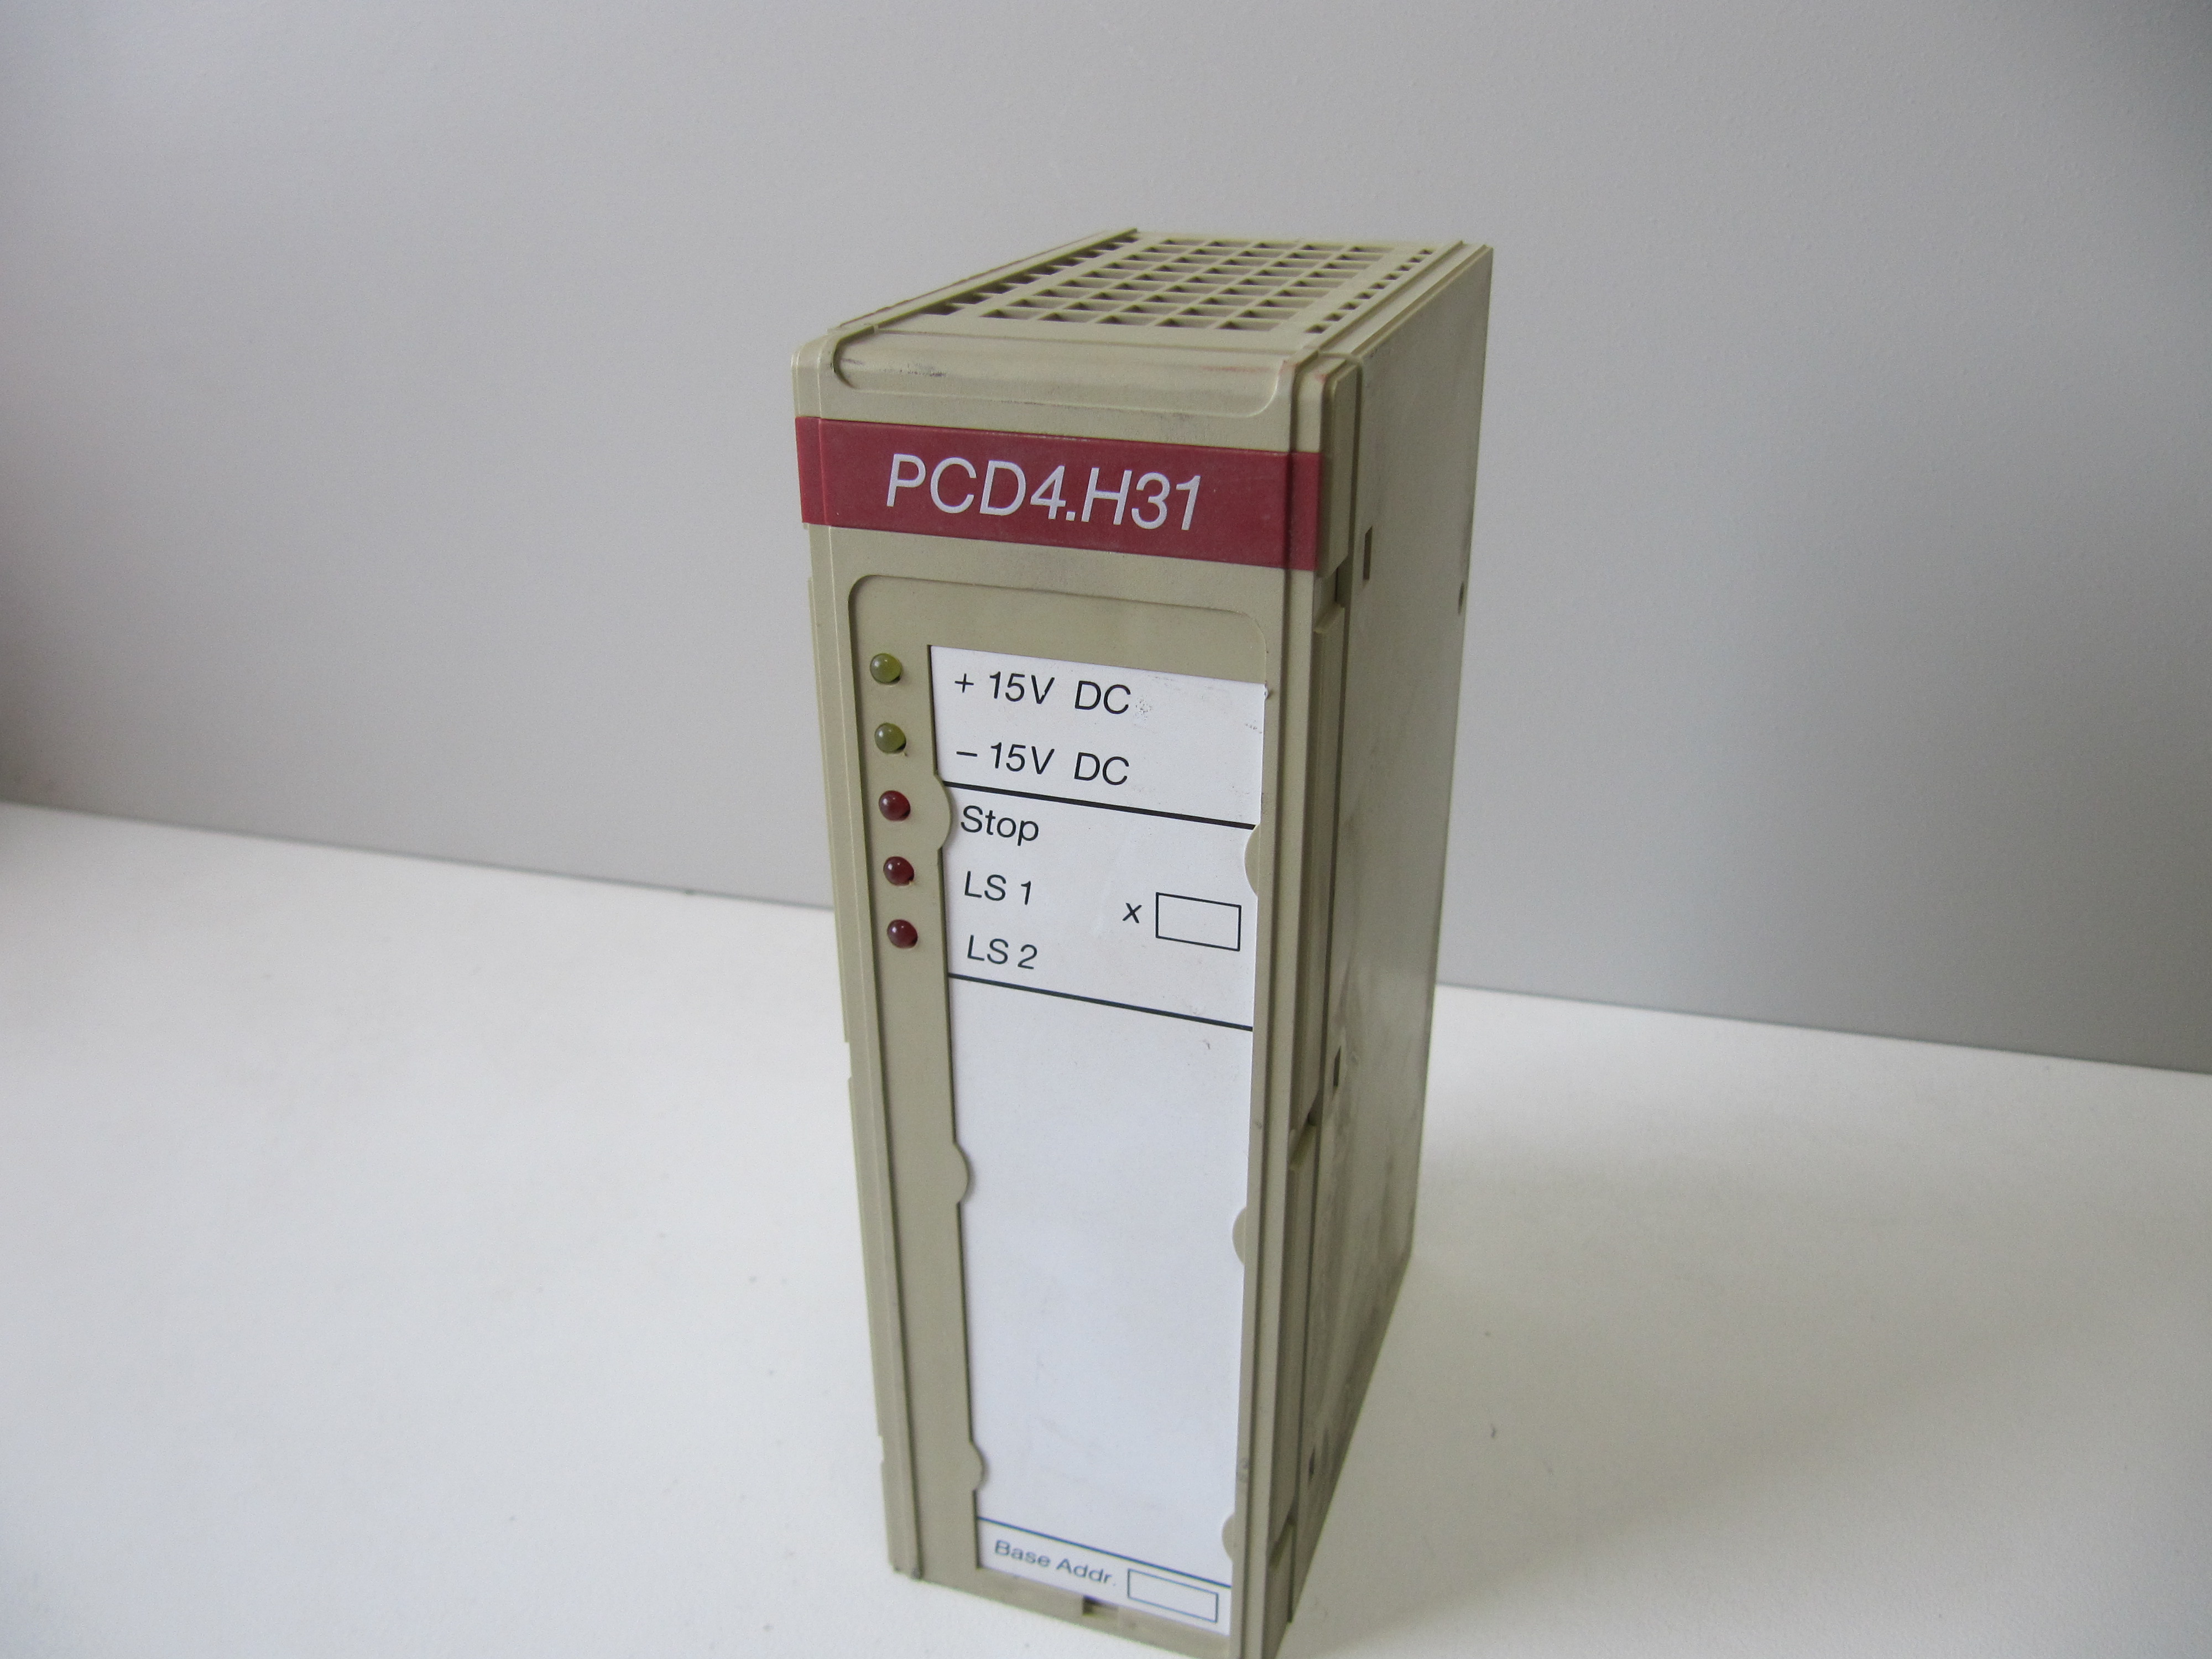 PCD4.H31
+ 15V DC
– 15V DC
Stop
LS 1
x
LS 2
Base Addr.